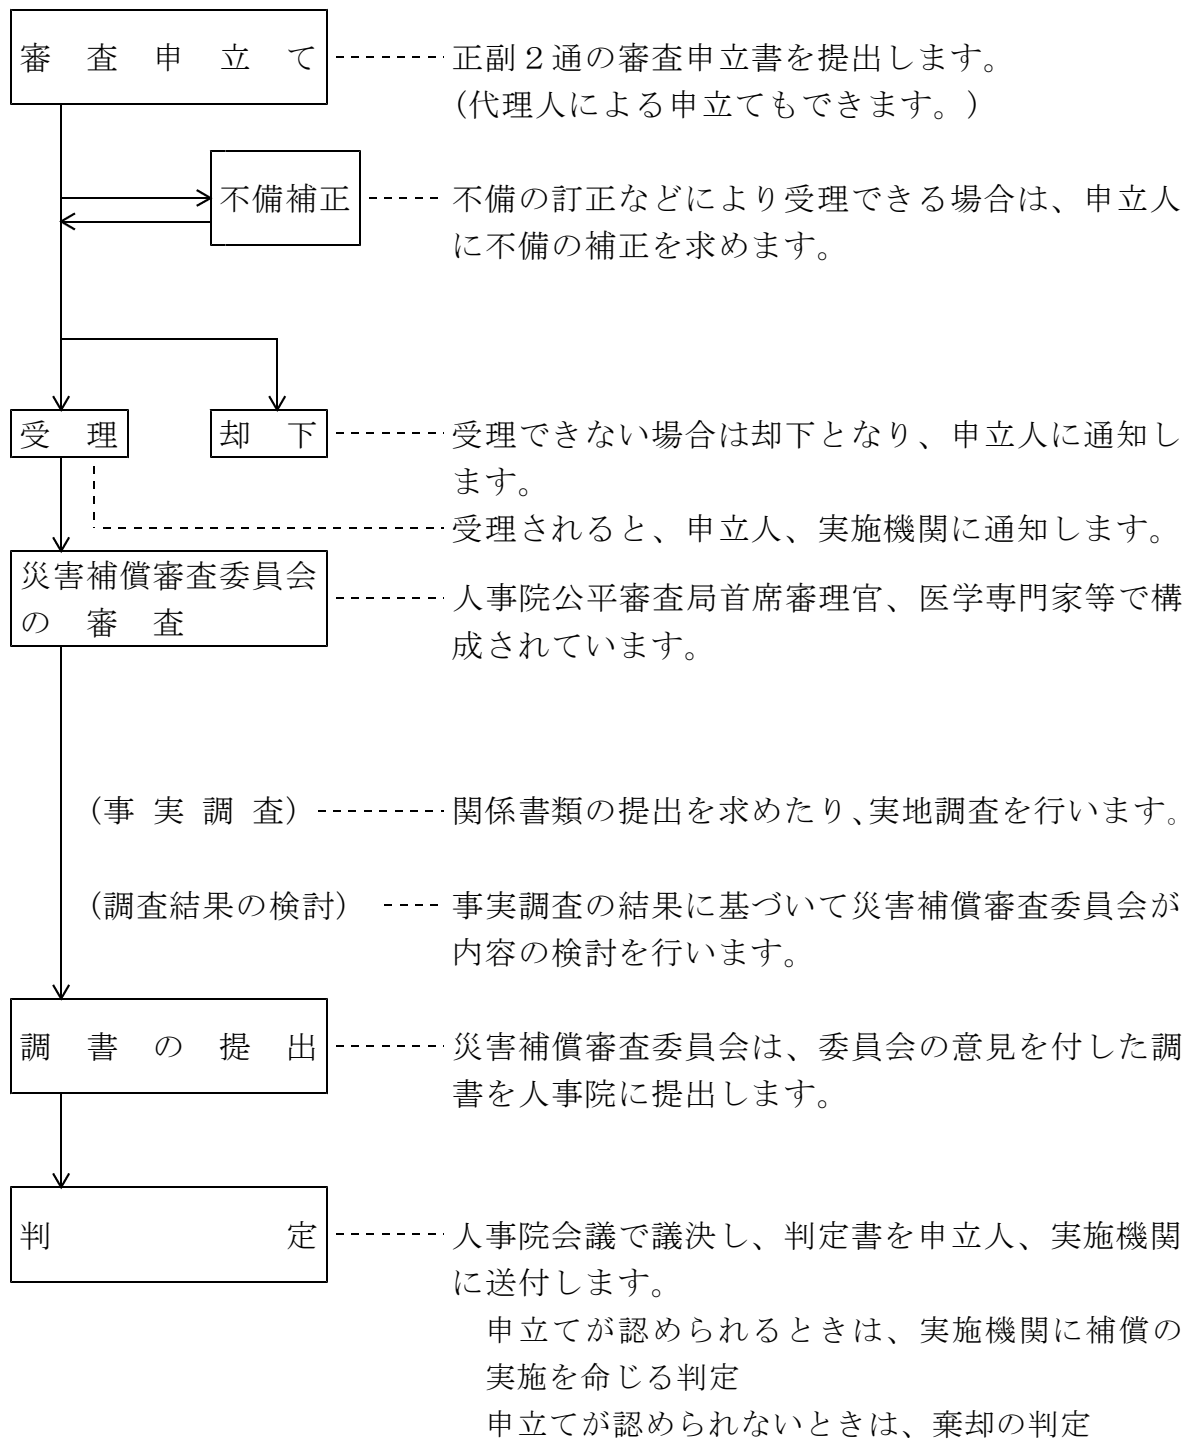 審　査　申　立　て
正副２通の審査申立書を提出します。
(代理人による申立てもできます。)
不備補正
不備の訂正などにより受理できる場合は、申立人
に不備の補正を求めます。
受　理
却　下
受理できない場合は却下となり、申立人に通知し
ます。
受理されると、申立人、実施機関に通知します。
災害補償審査委員会
の　審　査
人事院公平審査局首席審理官、医学専門家等で構
成されています。
(事 実 調 査)
関係書類の提出を求めたり、実地調査を行います。
(調査結果の検討)
事実調査の結果に基づいて災害補償審査委員会が
内容の検討を行います。
調　書　の　提　出
災害補償審査委員会は、委員会の意見を付した調
書を人事院に提出します。
判　　　　　　　定
人事院会議で議決し、判定書を申立人、実施機関
に送付します。
申立てが認められるときは、実施機関に補償の
実施を命じる判定
申立てが認められないときは、棄却の判定